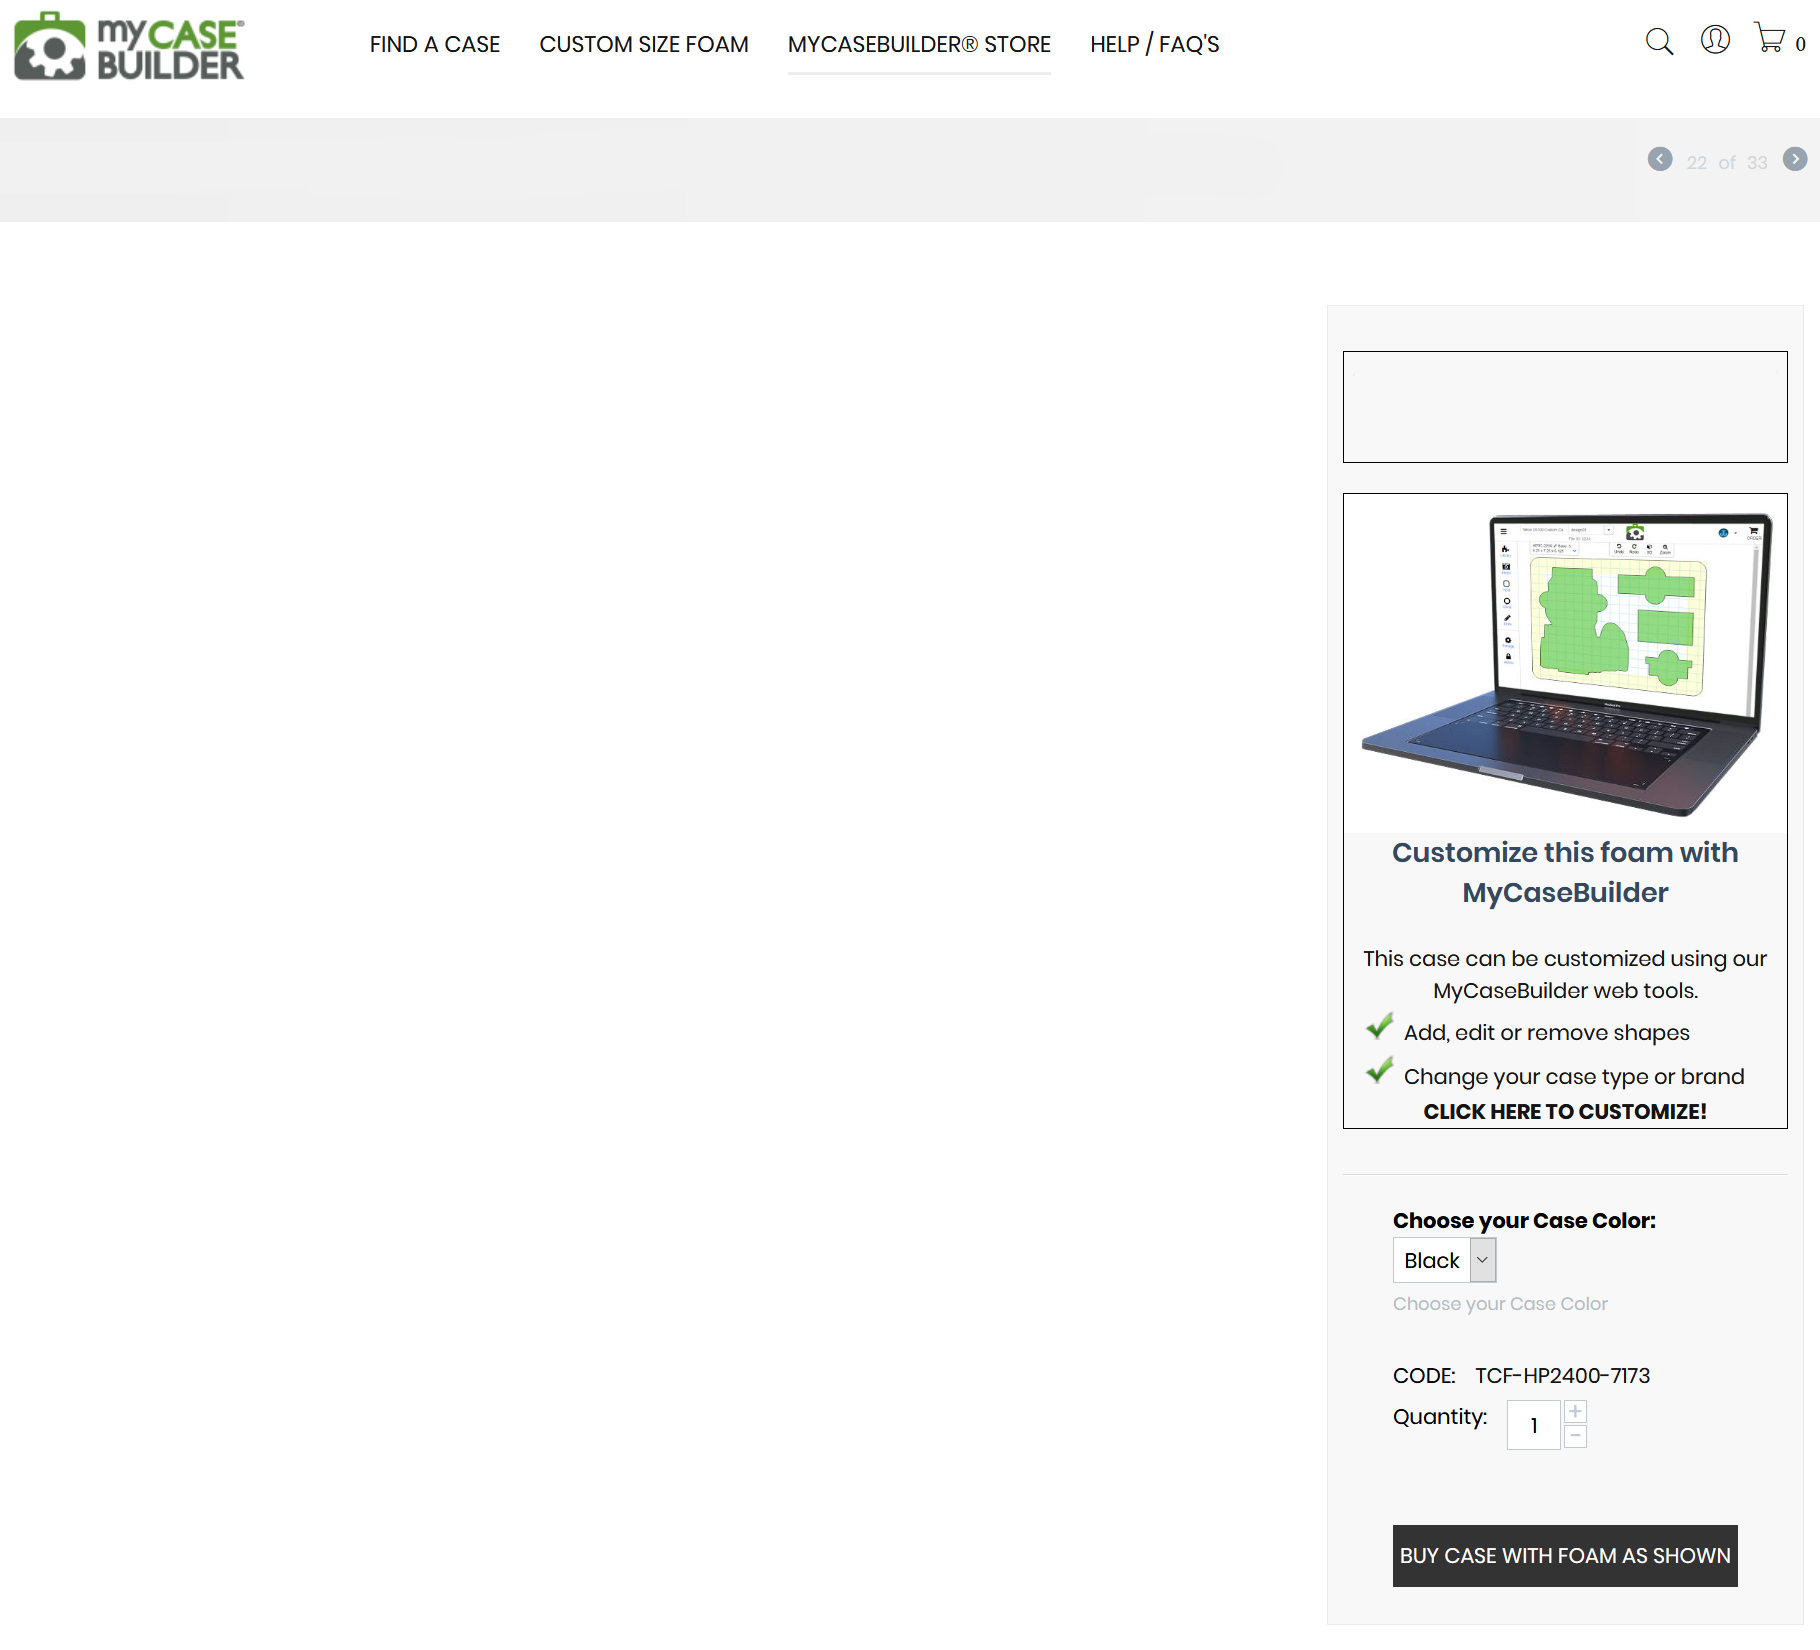 my CASE BUILDER
FIND A CASE
CUSTOM SIZE FOAM
MYCASEBUILDER® STORE
HELP / FAQ'S
0
22 of 33
Customize this foam with
MyCaseBuilder
This case can be customized using our
MyCaseBuilder web tools.
Add, edit or remove shapes
Change your case type or brand
CLICK HERE TO CUSTOMIZE!
Choose your Case Color:
Black
Choose your Case Color
CODE: TCF-HP2400-7173
Quantity: 1
BUY CASE WITH FOAM AS SHOWN